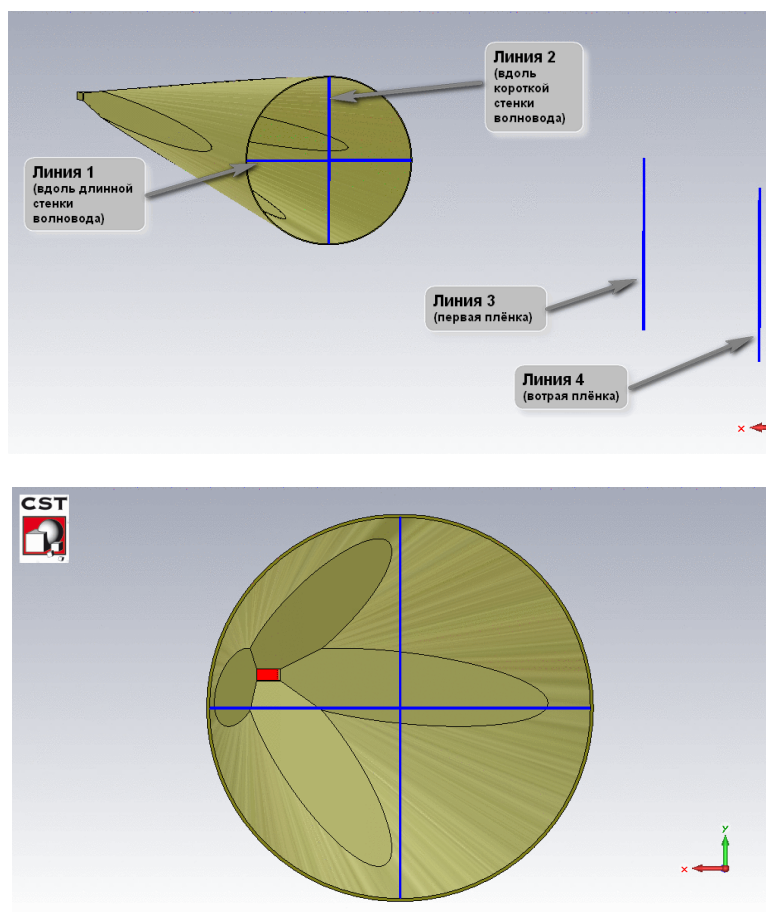 Линия 2
(вдоль
короткой
стенки
волновода)
Линия 1
(вдоль длинной
стенки
волновода)
Линия 3
(первая плёнка)
Линия 4
(вотрая плёнка)
x
CST
y
x